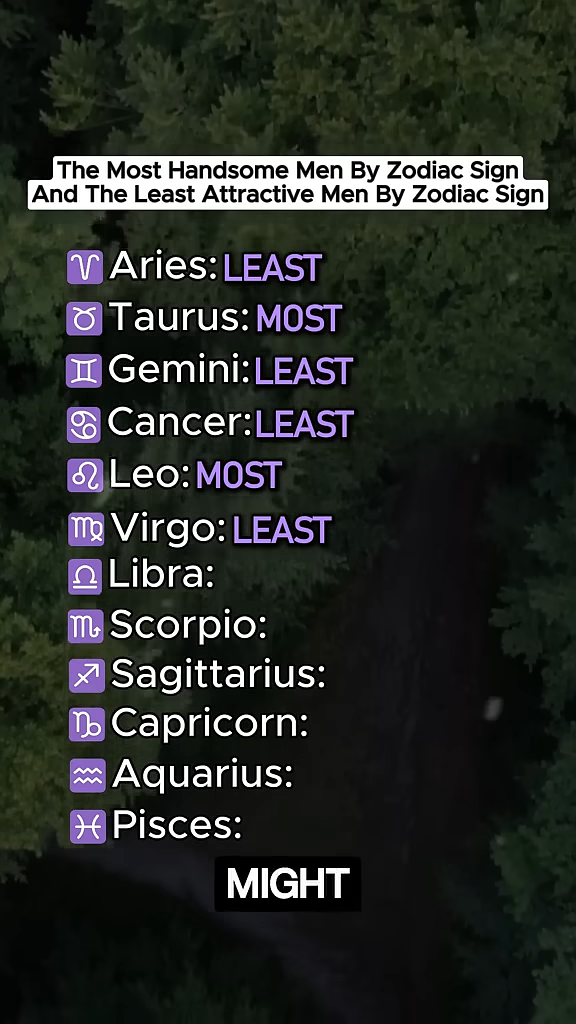 The Most Handsome Men By Zodiac Sign
And The Least Attractive Men By Zodiac Sign
♈ Aries: LEAST
♉ Taurus: MOST
♊ Gemini: LEAST
♋ Cancer: LEAST
♌ Leo: MOST
♍ Virgo: LEAST
♎ Libra:
♏ Scorpio:
♐ Sagittarius:
♑ Capricorn:
♒ Aquarius:
♓ Pisces:
MIGHT